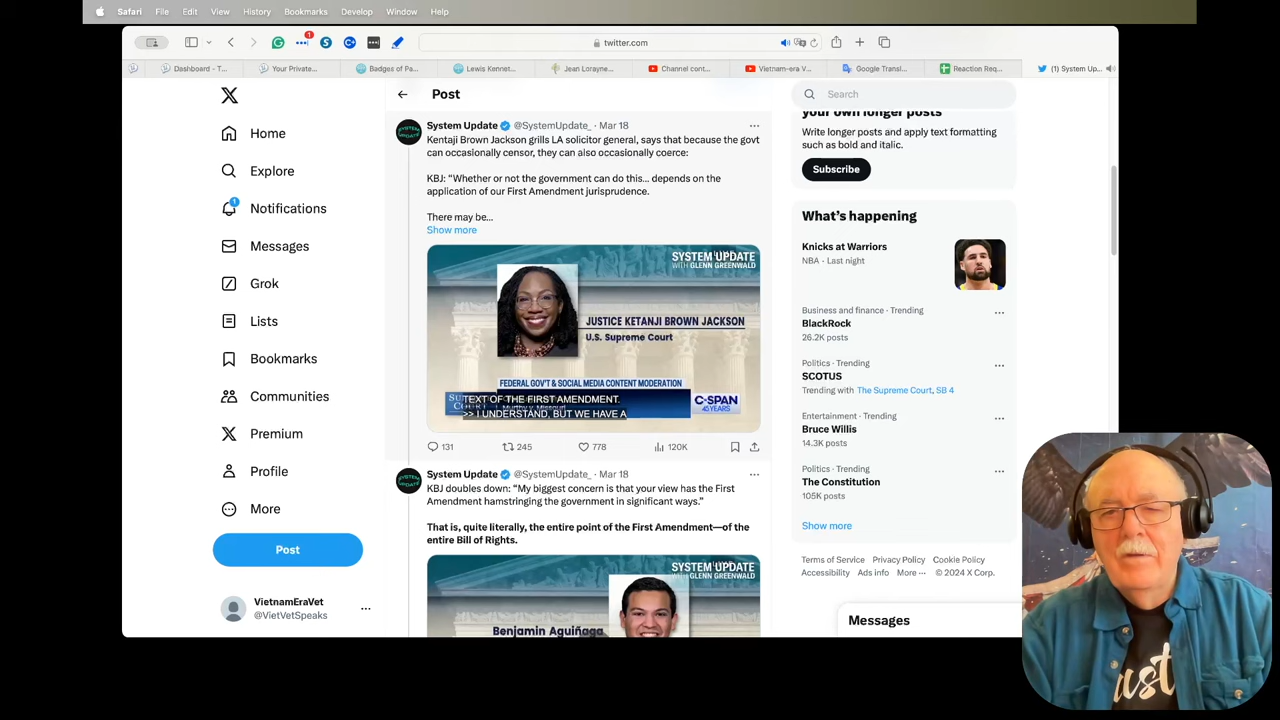 Safari File Edit View History Bookmarks Develop Window Help
1
twitter.com
Dashboard - T... Your Private... Badges of Pa... Lewis Kennet... Jean Lorayne... Channel cont... Vietnam-era V... Google Transl... Reaction Req... (1) System Up...
Home
Explore
1
Notifications
Messages
Grok
Lists
Bookmarks
Communities
Premium
Profile
More
Post
VietnamEraVet
@VietVetSpeaks
Post
System Update @SystemUpdate_ · Mar 18
Kentaji Brown Jackson grills LA solicitor general, says that because the govt
can occasionally censor, they can also occasionally coerce:
KBJ: “Whether or not the government can do this... depends on the
application of our First Amendment jurisprudence.
There may be...
Show more
SYSTEM UPDATE
WITH GLENN GREENWALD
JUSTICE KETANJI BROWN JACKSON
U.S. Supreme Court
FEDERAL GOV'T & SOCIAL MEDIA CONTENT MODERATION
TEXT OF THE FIRST AMENDMENT.
>> I UNDERSTAND, BUT WE HAVE A
C-SPAN
45 YEARS
131 245 778 120K
System Update @SystemUpdate_ · Mar 18
KBJ doubles down: “My biggest concern is that your view has the First
Amendment hamstringing the government in significant ways.”
That is, quite literally, the entire point of the First Amendment—of the
entire Bill of Rights.
SYSTEM UPDATE
WITH GLENN GREENWALD
Benjamin Aguiñaga
Search
your own longer posts
Write longer posts and apply text formatting
such as bold and italic.
Subscribe
What’s happening
Knicks at Warriors
NBA · Last night
Business and finance · Trending
BlackRock
26.2K posts
Politics · Trending
SCOTUS
Trending with The Supreme Court, SB 4
Entertainment · Trending
Bruce Willis
14.3K posts
Politics · Trending
The Constitution
105K posts
Show more
Terms of Service Privacy Policy Cookie Policy
Accessibility Ads info More ... © 2024 X Corp.
Messages